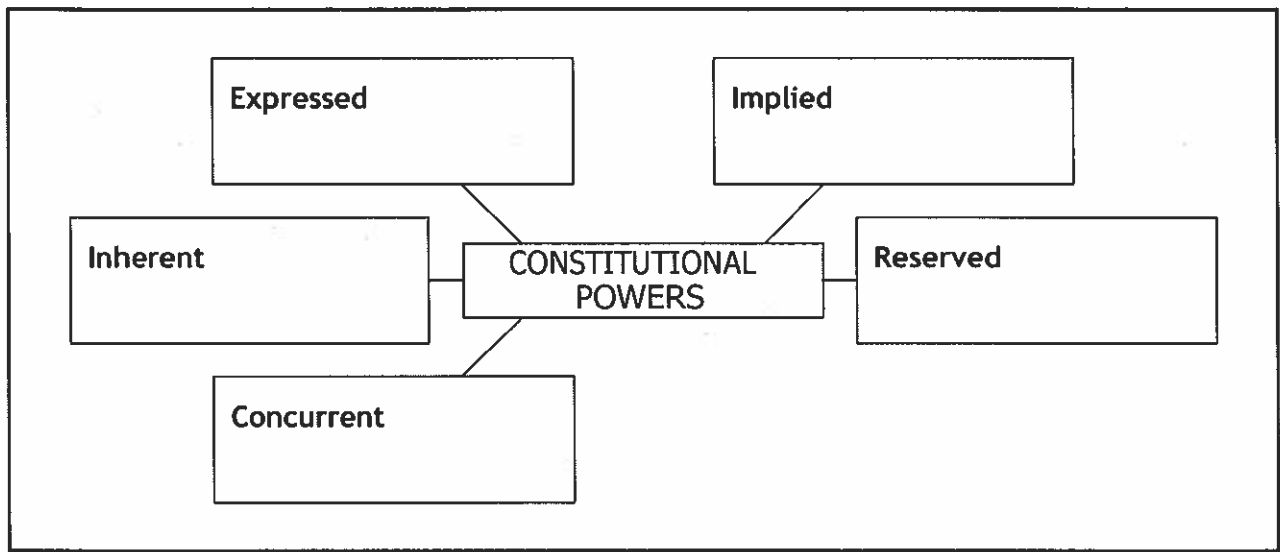 Expressed
Implied
Inherent
CONSTITUTIONAL
POWERS
Reserved
Concurrent